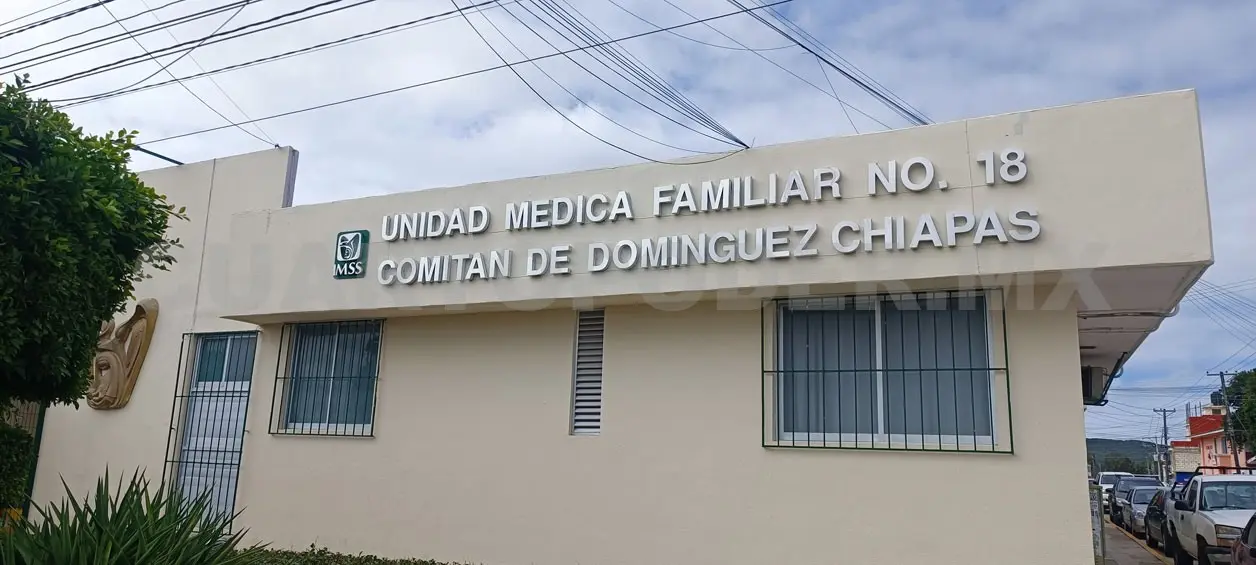 UNIDAD MEDICA FAMILIAR NO. 18
COMITAN DE DOMINGUEZ CHIAPAS
IMSS